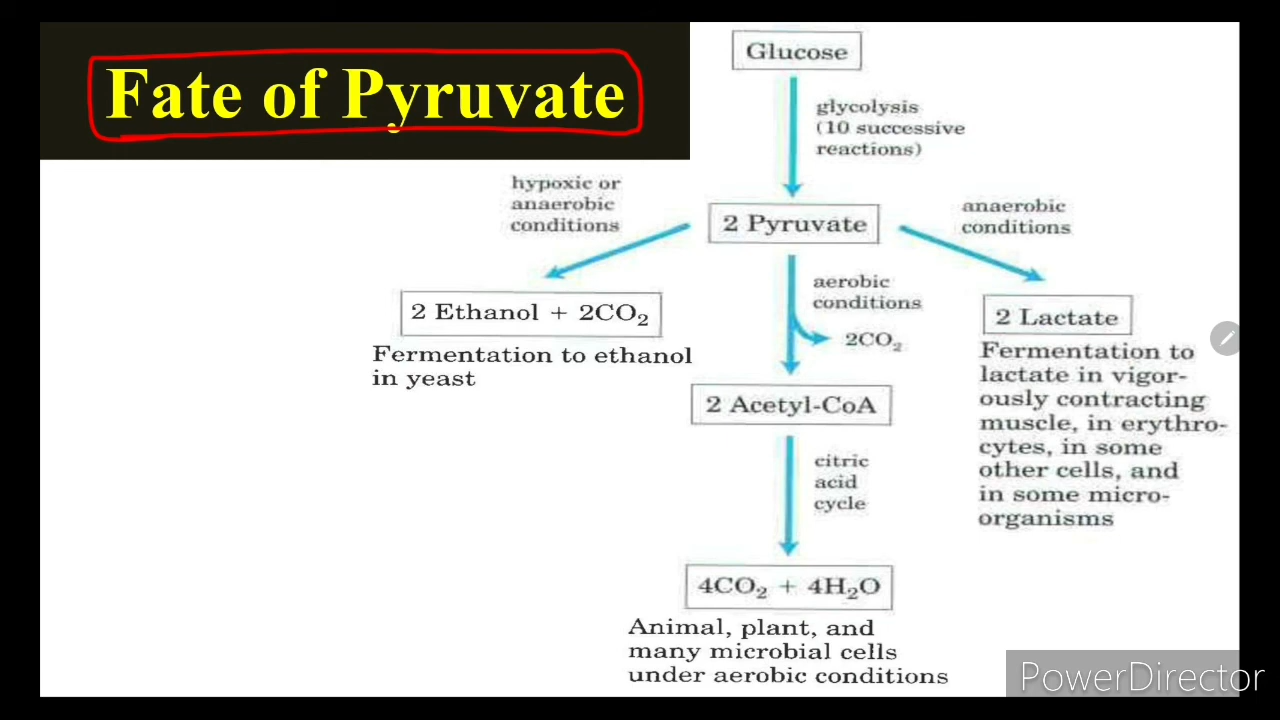 Fate of Pyruvate
Glucose
glycolysis
(10 successive
reactions)
hypoxic or
anaerobic
conditions
2 Pyruvate
anaerobic
conditions
2 Ethanol + 2CO₂
Fermentation to ethanol
in yeast
aerobic
conditions
2CO₂
2 Lactate
Fermentation to
lactate in vigor-
ously contracting
muscle, in erythro-
cytes, in some
other cells, and
in some micro-
organisms
2 Acetyl-CoA
citric
acid
cycle
4CO₂ + 4H₂O
Animal, plant, and
many microbial cells
under aerobic conditions
PowerDirector